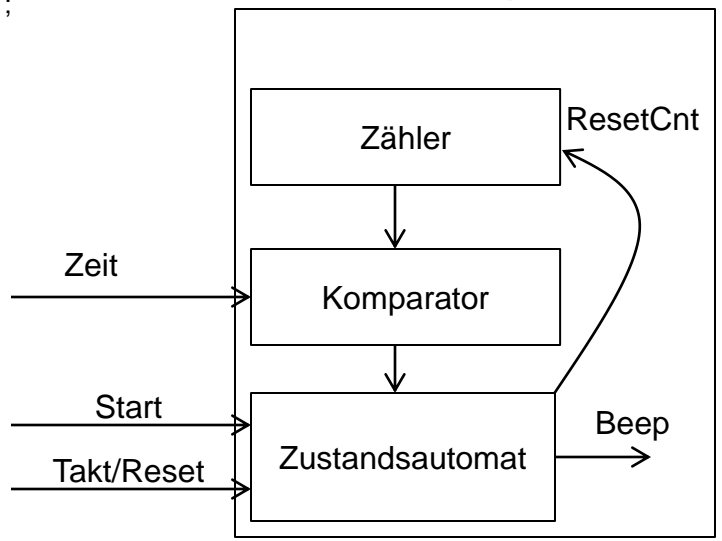 ;
Zähler
ResetCnt
Zeit
Komparator
Start
Takt/Reset
Zustandsautomat
Beep